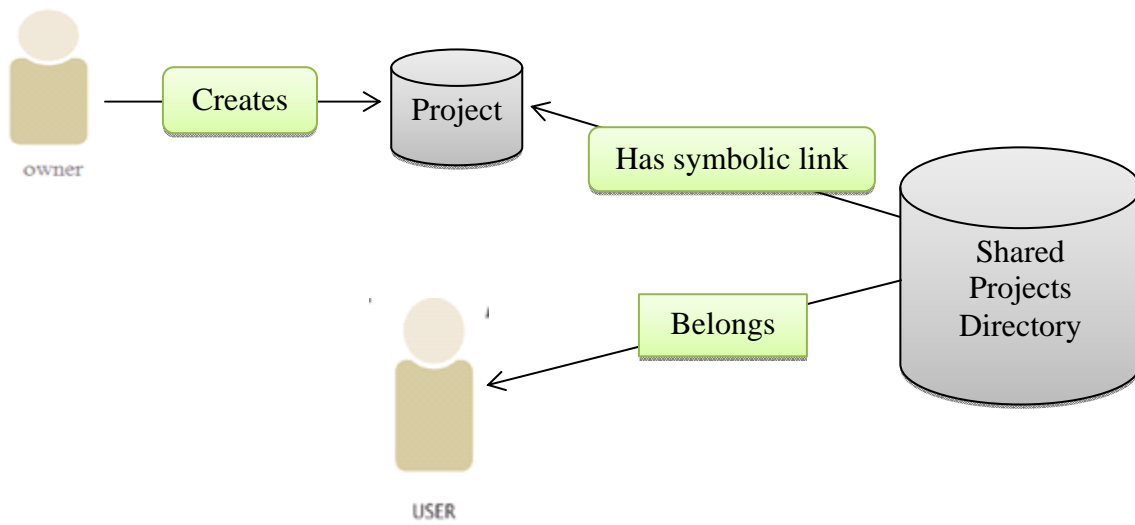 Creates
Project
owner
Has symbolic link
Shared
Projects
Directory
Belongs
USER